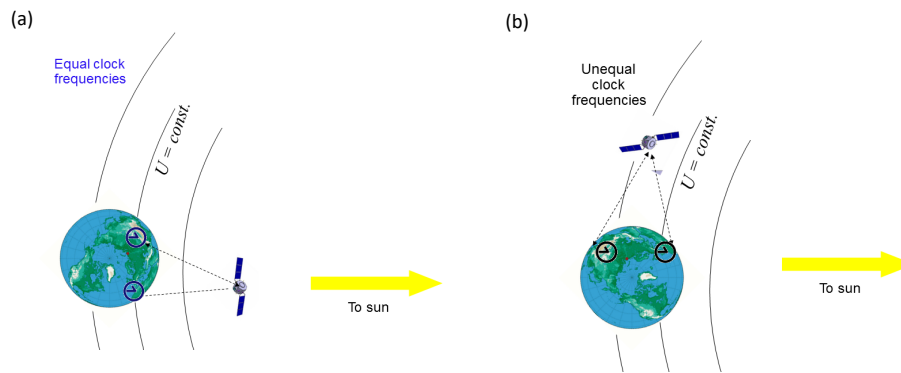 (a)
Equal clock
frequencies
U = const.
To sun
(b)
Unequal
clock
frequencies
U = const.
To sun